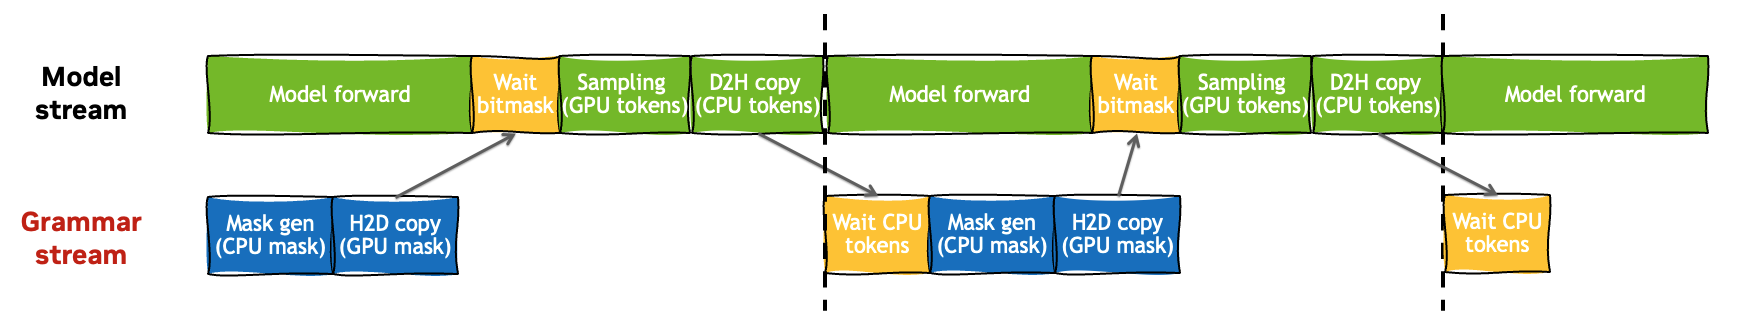 Model
stream
Model forward
Wait
bitmask
Sampling
(GPU tokens)
D2H copy
(CPU tokens)
Model forward
Wait
bitmask
Sampling
(GPU tokens)
D2H copy
(CPU tokens)
Model forward
Grammar
stream
Mask gen
(CPU mask)
H2D copy
(GPU mask)
Wait CPU
tokens
Mask gen
(CPU mask)
H2D copy
(GPU mask)
Wait CPU
tokens